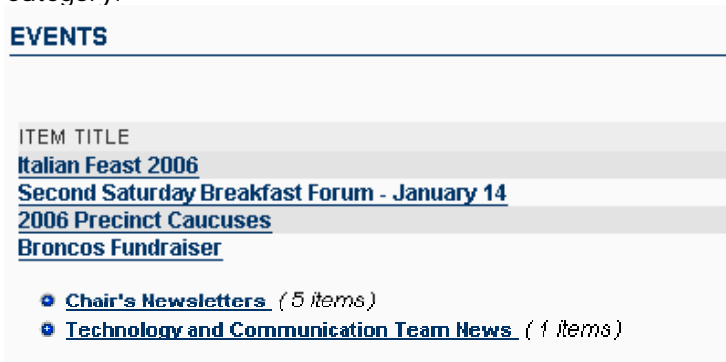 category.
EVENTS
ITEM TITLE
Italian Feast 2006
Second Saturday Breakfast Forum - January 14
2006 Precinct Caucuses
Broncos Fundraiser
Chair's Newsletters (5 items)
Technology and Communication Team News (1 items)